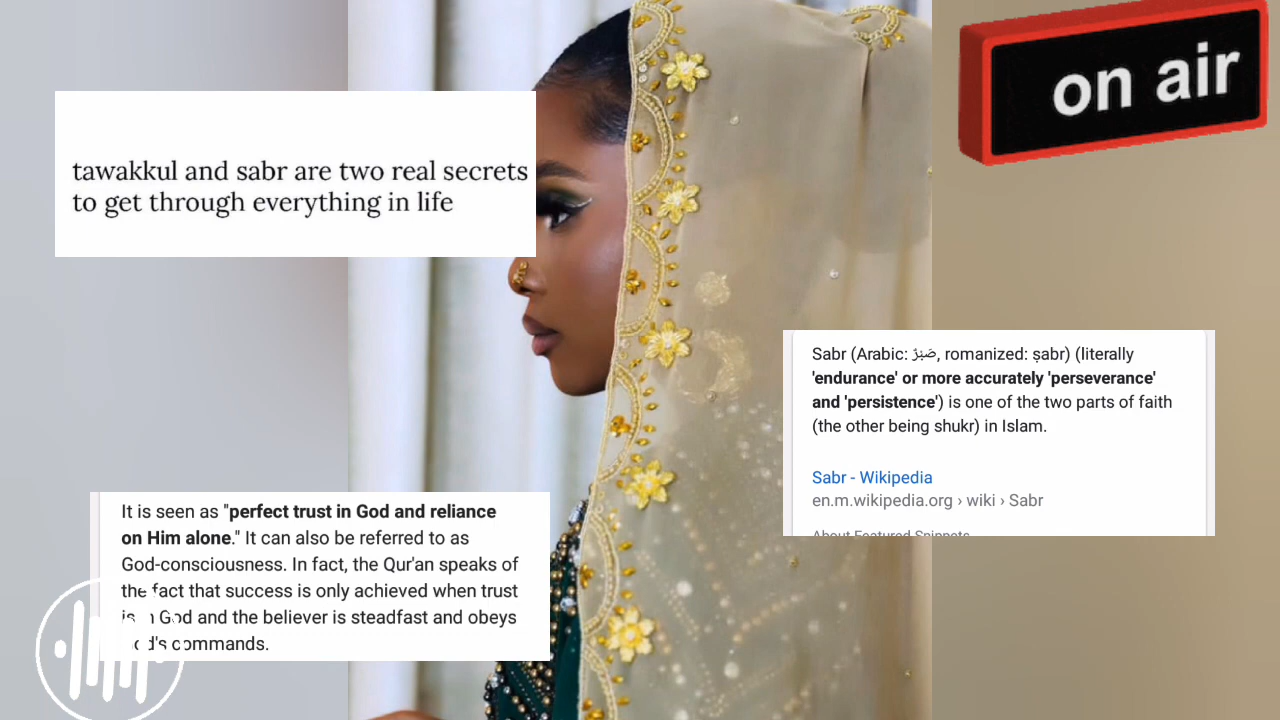 on air
tawakkul and sabr are two real secrets
to get through everything in life
Sabr (Arabic: صَبْرٌ, romanized: ṣabr) (literally
'endurance' or more accurately 'perseverance'
and 'persistence') is one of the two parts of faith
(the other being shukr) in Islam.
Sabr - Wikipedia
en.m.wikipedia.org › wiki › Sabr
About Featured Snippets
It is seen as "perfect trust in God and reliance
on Him alone." It can also be referred to as
God-consciousness. In fact, the Qur'an speaks of
the fact that success is only achieved when trust
is in God and the believer is steadfast and obeys
God's commands.